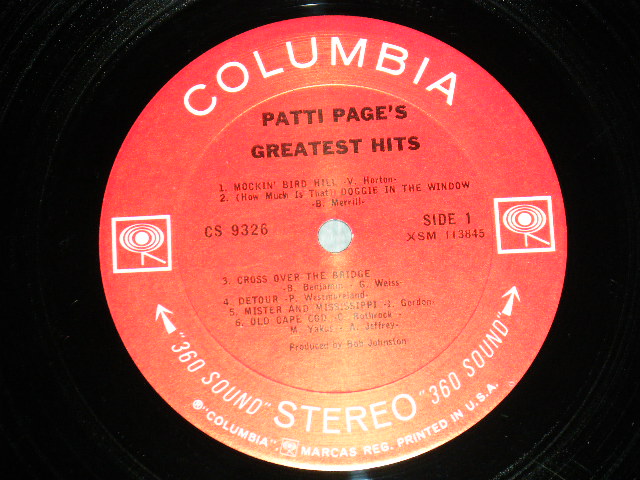 COLUMBIA
PATTI PAGE'S
GREATEST HITS
1. MOCKIN' BIRD HILL -V. Horton-
2. (How Much Is That) DOGGIE IN THE WINDOW
-B. Merrill-
CS 9326
SIDE 1
XSM 113845
3. CROSS OVER THE BRIDGE
-B. Benjamin - G. Weiss-
4. DETOUR -P. Westmoreland-
5. MISTER AND MISSISSIPPI -I. Gordon-
6. OLD CAPE COD -C. Rothrock -
M. Yakus - A. Jeffrey-
Produced by Bob Johnston
"360 SOUND" STEREO "360 SOUND"
® "COLUMBIA", MARCAS REG. PRINTED IN U.S.A.